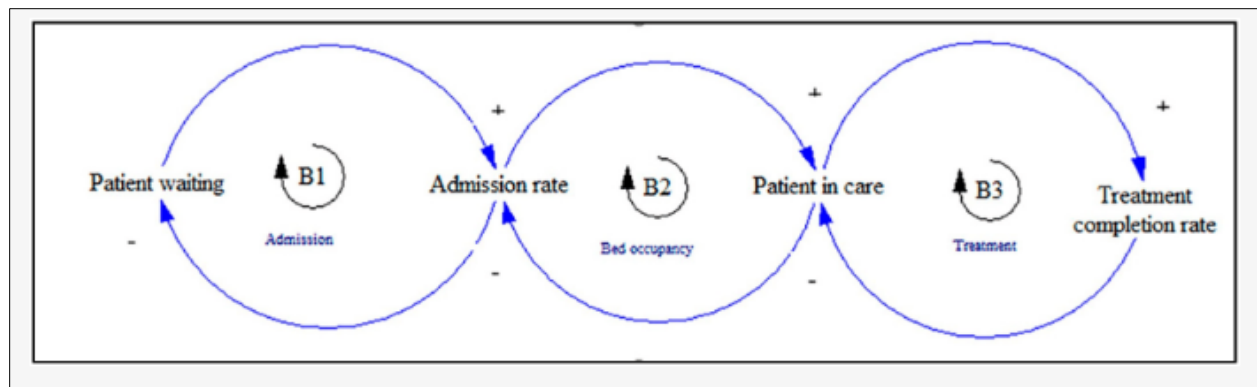 +
+
+
B1
B2
B3
Patient waiting
Admission rate
Patient in care
Treatment
completion rate
-
Admission
Bed occupancy
Treatment
-
-